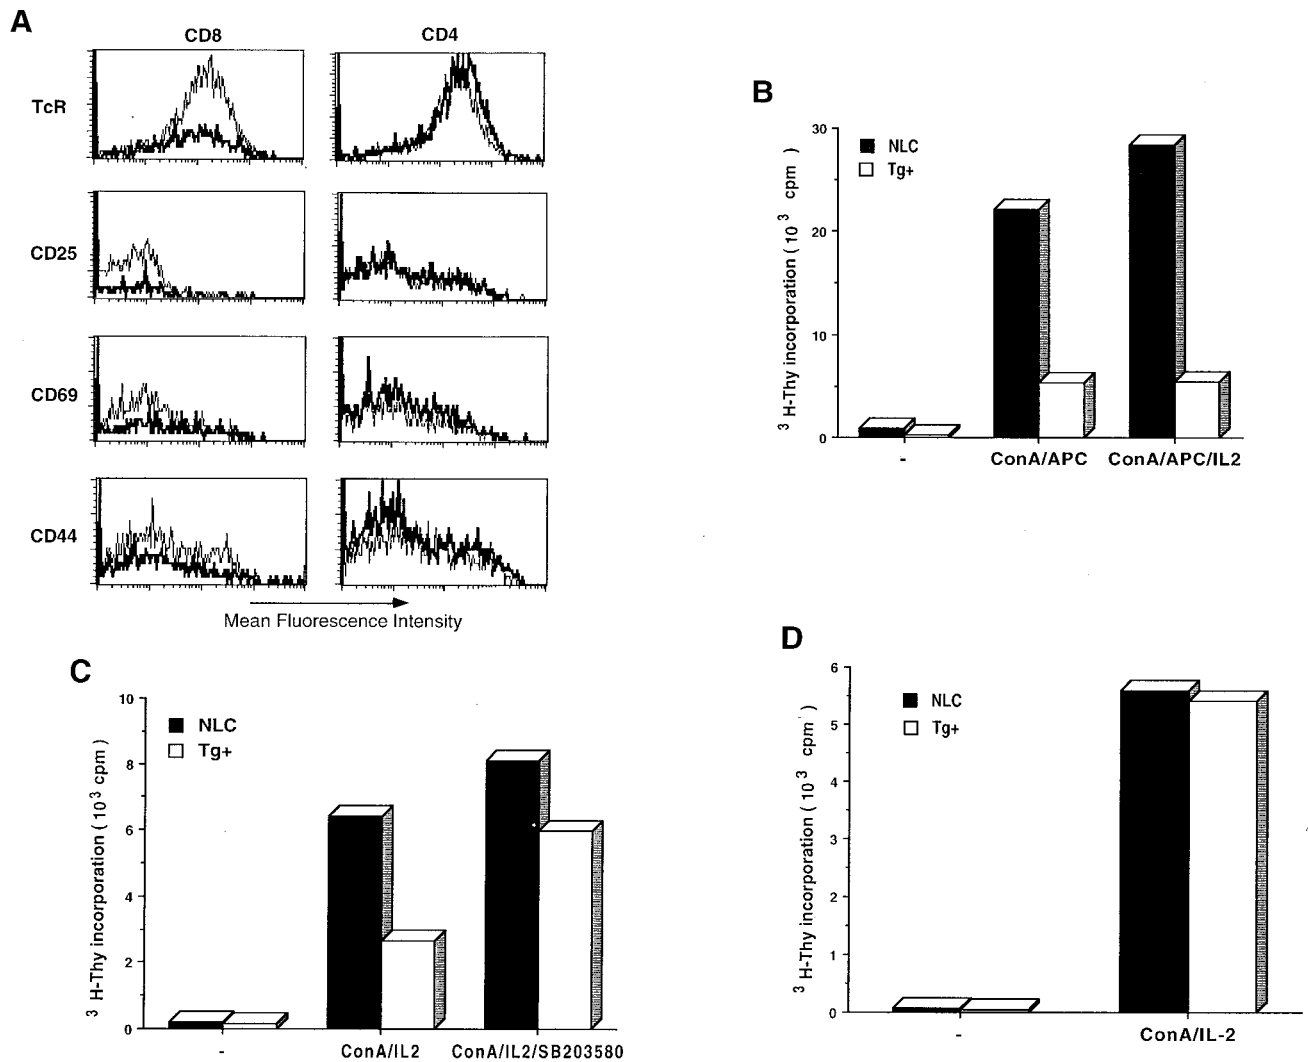 A
CD8
CD4
TcR
CD25
CD69
CD44
Mean Fluorescence Intensity
B
30
20
10
0
3 H-Thy incorporation ( 10 3 cpm )
NLC
Tg+
-
ConA/APC
ConA/APC/IL2
C
10
8
6
4
2
0
3 H-Thy incorporation ( 10 3 cpm )
NLC
Tg+
-
ConA/IL2
ConA/IL2/SB203580
D
6
5
4
3
2
1
0
3 H-Thy incorporation ( 10 3 cpm )
NLC
Tg+
-
ConA/IL-2